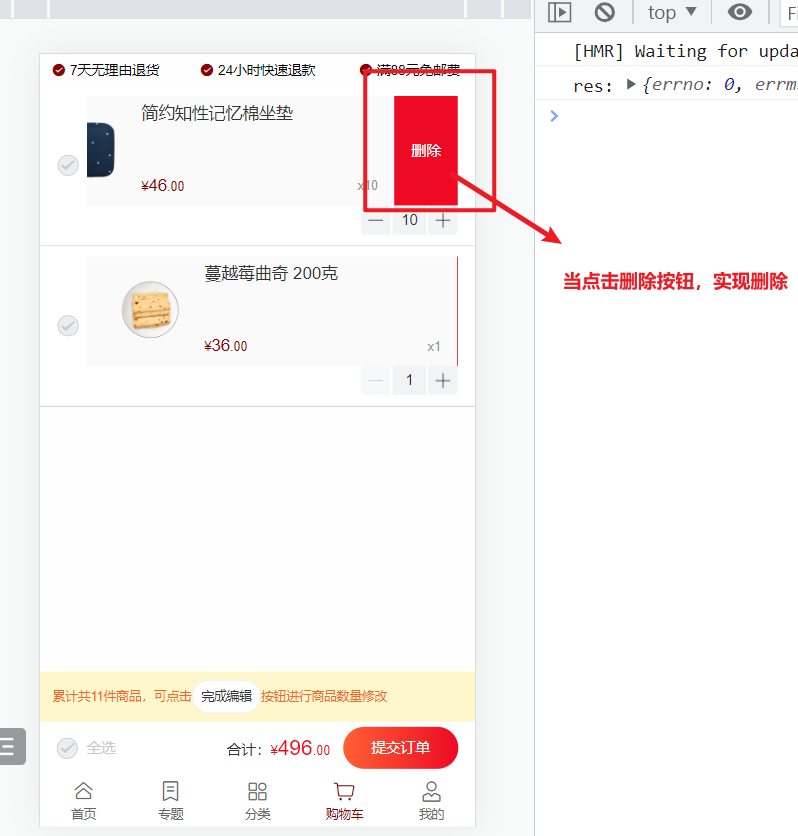 top
Fi
[HMR] Waiting for upda
res: ▶{errno: 0, errm
7天无理由退货 24小时快速退款 满88元免邮费
简约知性记忆棉坐垫
删除
¥46.00 x10
10
当点击删除按钮，实现删除
蔓越莓曲奇 200克
¥36.00 x1
1
累计共11件商品，可点击 完成编辑 按钮进行商品数量修改
全选 合计：¥496.00 提交订单
首页 专题 分类 购物车 我的